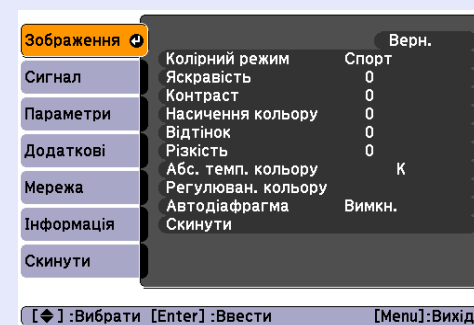 Зображення
Сигнал
Параметри
Додаткові
Мережа
Інформація
Скинути
Верн.
Колірний режим Спорт
Яскравість 0
Контраст 0
Насичення кольору 0
Відтінок 0
Різкість 0
Абс. темп. кольору К
Регулюван. кольору
Автодіафрагма Вимкн.
Скинути
[◆] :Вибрати [Enter] :Ввести [Menu]:Вихід